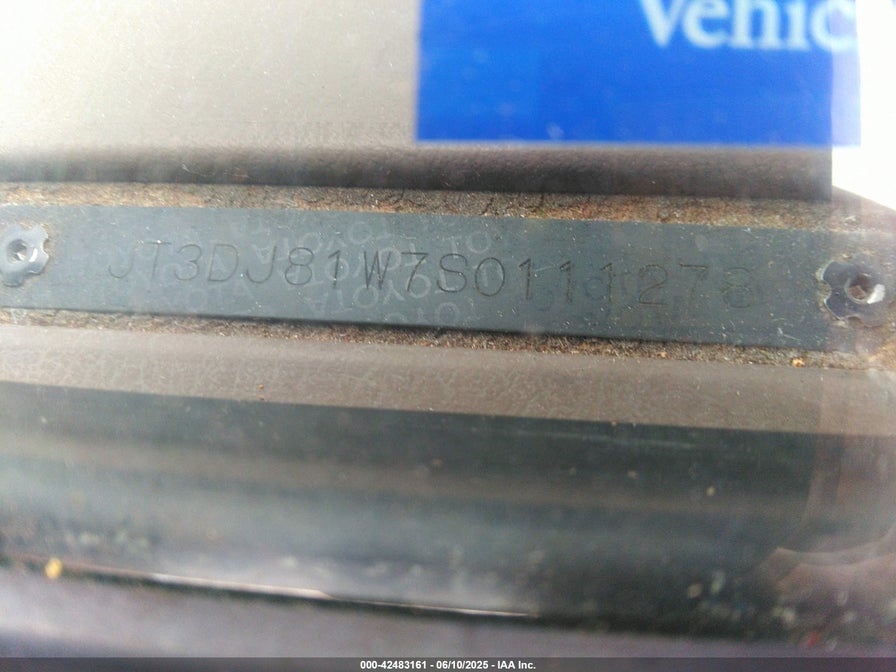 Vehic
JT3DJ81W7S0111278
000-42483161 - 06/10/2025 - IAA Inc.